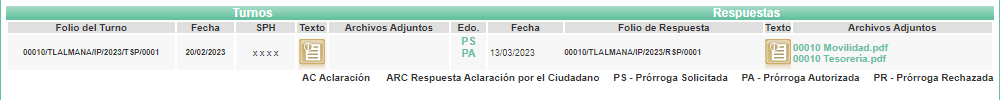 Turnos Respuestas
Folio del Turno Fecha SPH Texto Archivos Adjuntos Edo. Fecha Folio de Respuesta Texto Archivos Adjuntos
00010/TLALMANA/IP/2023/TSP/0001 20/02/2023 x x x x PS PA 13/03/2023 00010/TLALMANA/IP/2023/RSP/0001 00010 Movilidad.pdf
00010 Tesoreria.pdf
AC Aclaración ARC Respuesta Aclaración por el Ciudadano PS - Prórroga Solicitada PA - Prórroga Autorizada PR - Prórroga Rechazada